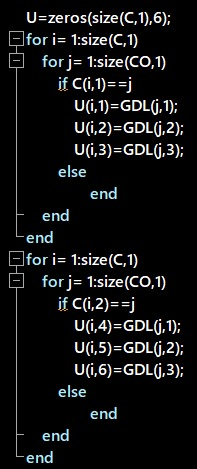 U=zeros(size(C,1),6);
for i= 1:size(C,1)
for j= 1:size(CO,1)
if C(i,1)==j
U(i,1)=GDL(j,1);
U(i,2)=GDL(j,2);
U(i,3)=GDL(j,3);
else
end
end
end
for i= 1:size(C,1)
for j= 1:size(CO,1)
if C(i,2)==j
U(i,4)=GDL(j,1);
U(i,5)=GDL(j,2);
U(i,6)=GDL(j,3);
else
end
end
end